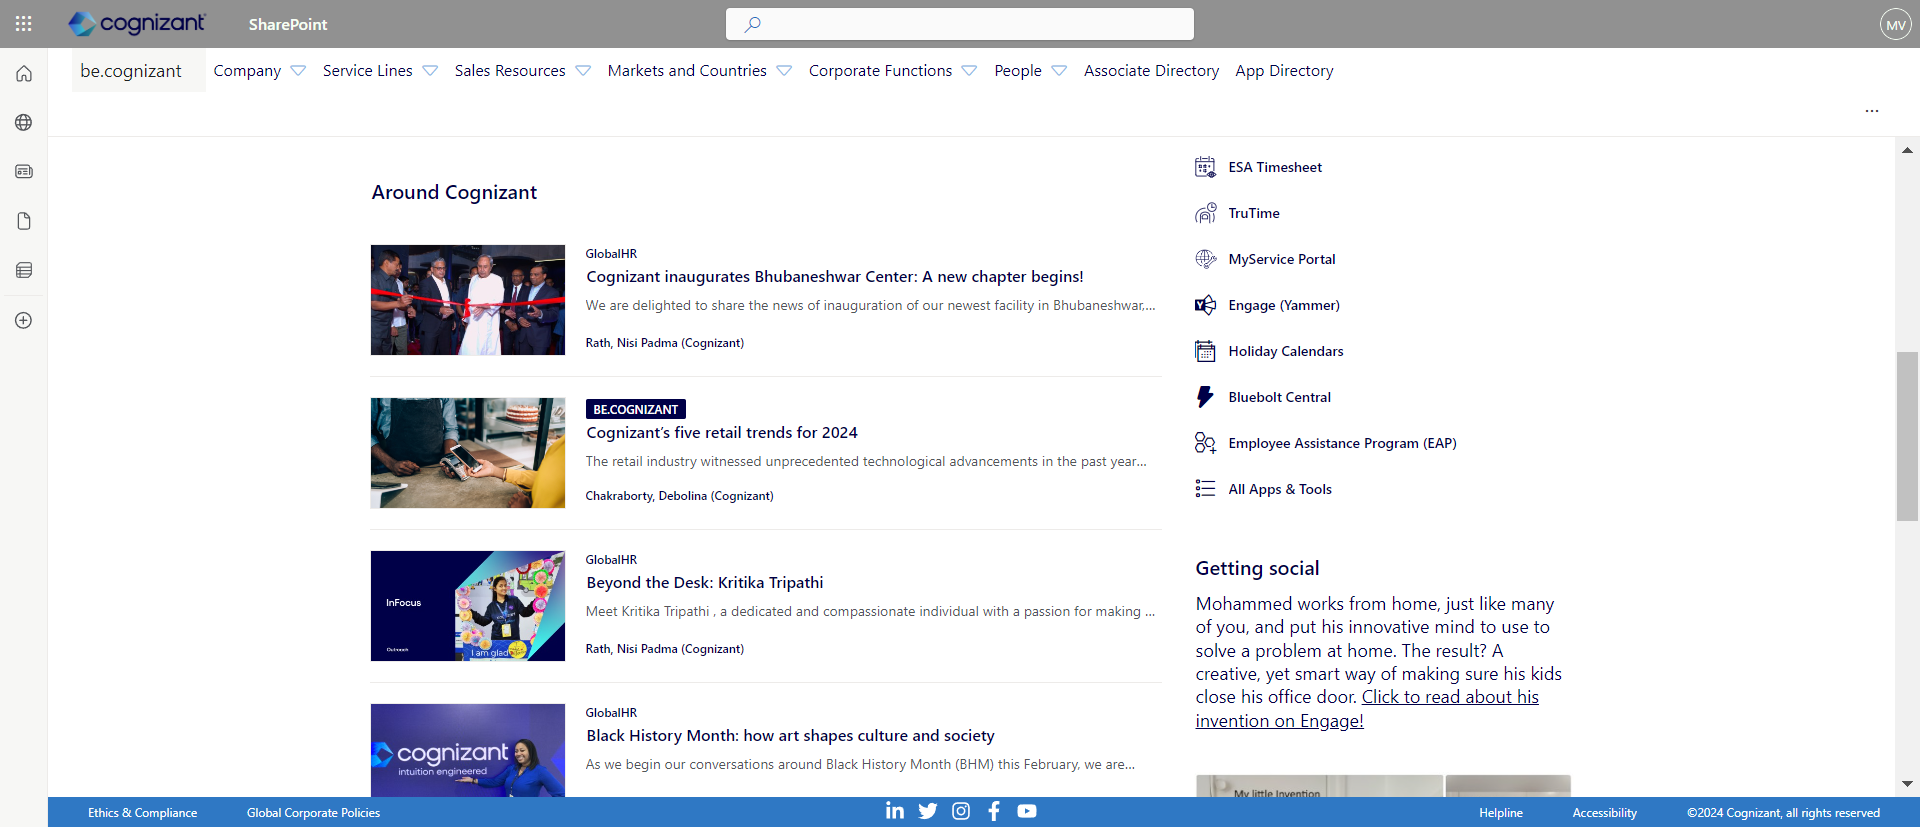 cognizant
SharePoint
MV
be.cognizant
Company
Service Lines
Sales Resources
Markets and Countries
Corporate Functions
People
Associate Directory
App Directory
...
Around Cognizant
GlobalHR
Cognizant inaugurates Bhubaneshwar Center: A new chapter begins!
We are delighted to share the news of inauguration of our newest facility in Bhubaneshwar,...
Rath, Nisi Padma (Cognizant)
BE.COGNIZANT
Cognizant’s five retail trends for 2024
The retail industry witnessed unprecedented technological advancements in the past year...
Chakraborty, Debolina (Cognizant)
InFocus
Outreach
I am glad
GlobalHR
Beyond the Desk: Kritika Tripathi
Meet Kritika Tripathi , a dedicated and compassionate individual with a passion for making ...
Rath, Nisi Padma (Cognizant)
cognizant
intuition engineered
GlobalHR
Black History Month: how art shapes culture and society
As we begin our conversations around Black History Month (BHM) this February, we are...
ESA Timesheet
TruTime
MyService Portal
Engage (Yammer)
Holiday Calendars
Bluebolt Central
Employee Assistance Program (EAP)
All Apps & Tools
Getting social
Mohammed works from home, just like many
of you, and put his innovative mind to use to
solve a problem at home. The result? A
creative, yet smart way of making sure his kids
close his office door. Click to read about his
invention on Engage!
My little Invention
Ethics & Compliance
Global Corporate Policies
Helpline
Accessibility
©2024 Cognizant, all rights reserved